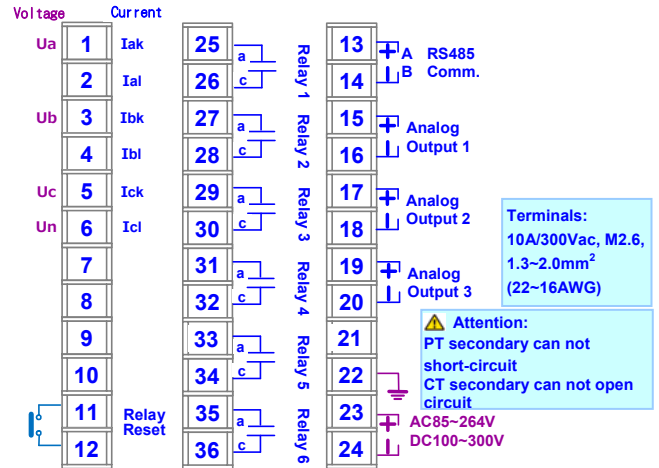 Voltage Current
Ua 1 Iak
2 Ial
Ub 3 Ibk
4 Ibl
Uc 5 Ick
Un 6 Icl
7
8
9
10
11
12
Relay
Reset
25 a
26 c
Relay 1
27 a
28 c
Relay 2
29 a
30 c
Relay 3
31 a
32 c
Relay 4
33 a
34 c
Relay 5
35 a
36 c
Relay 6
13 + A RS485
14 - B Comm.
15 + Analog
16 - Output 1
17 + Analog
18 - Output 2
19 + Analog
20 - Output 3
21
22
23 + AC85~264V
24 - DC100~300V
Terminals:
10A/300Vac, M2.6,
1.3~2.0mm²
(22~16AWG)
Attention:
PT secondary can not
short-circuit
CT secondary can not open
circuit